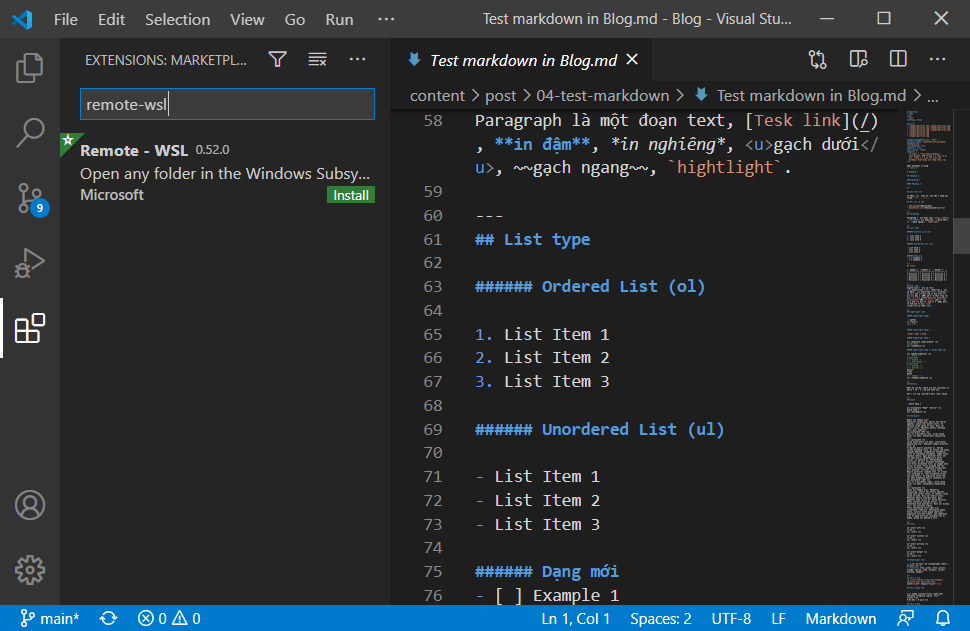 File Edit Selection View Go Run ··· Test markdown in Blog.md - Blog - Visual Stu...
EXTENSIONS: MARKETPL...
remote-wsl
Remote - WSL 0.52.0
Open any folder in the Windows Subsy...
Microsoft Install
9
Test markdown in Blog.md
content > post > 04-test-markdown > Test markdown in Blog.md > ...
58 Paragraph là một đoạn text, [Tesk link](/)
, **in đậm**, *in nghiêng*, <u>gạch dưới</
u>, ~~gạch ngang~~, `hightlight`.
59
60 ---
61 ## List type
62
63 ###### Ordered List (ol)
64
65 1. List Item 1
66 2. List Item 2
67 3. List Item 3
68
69 ###### Unordered List (ul)
70
71 - List Item 1
72 - List Item 2
73 - List Item 3
74
75 ###### Dạng mới
76 - [ ] Example 1
main* 0 0 Ln 1, Col 1 Spaces: 2 UTF-8 LF Markdown